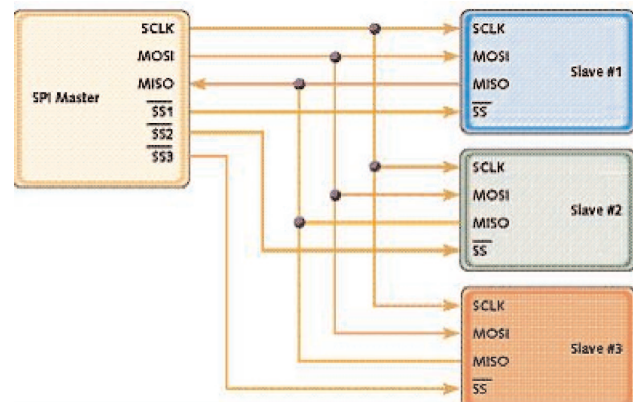 SPI Master
SCLK
MOSI
MISO
SS1
SS2
SS3
SCLK
MOSI
MISO
SS
Slave #1
SCLK
MOSI
MISO
SS
Slave #2
SCLK
MOSI
MISO
SS
Slave #3